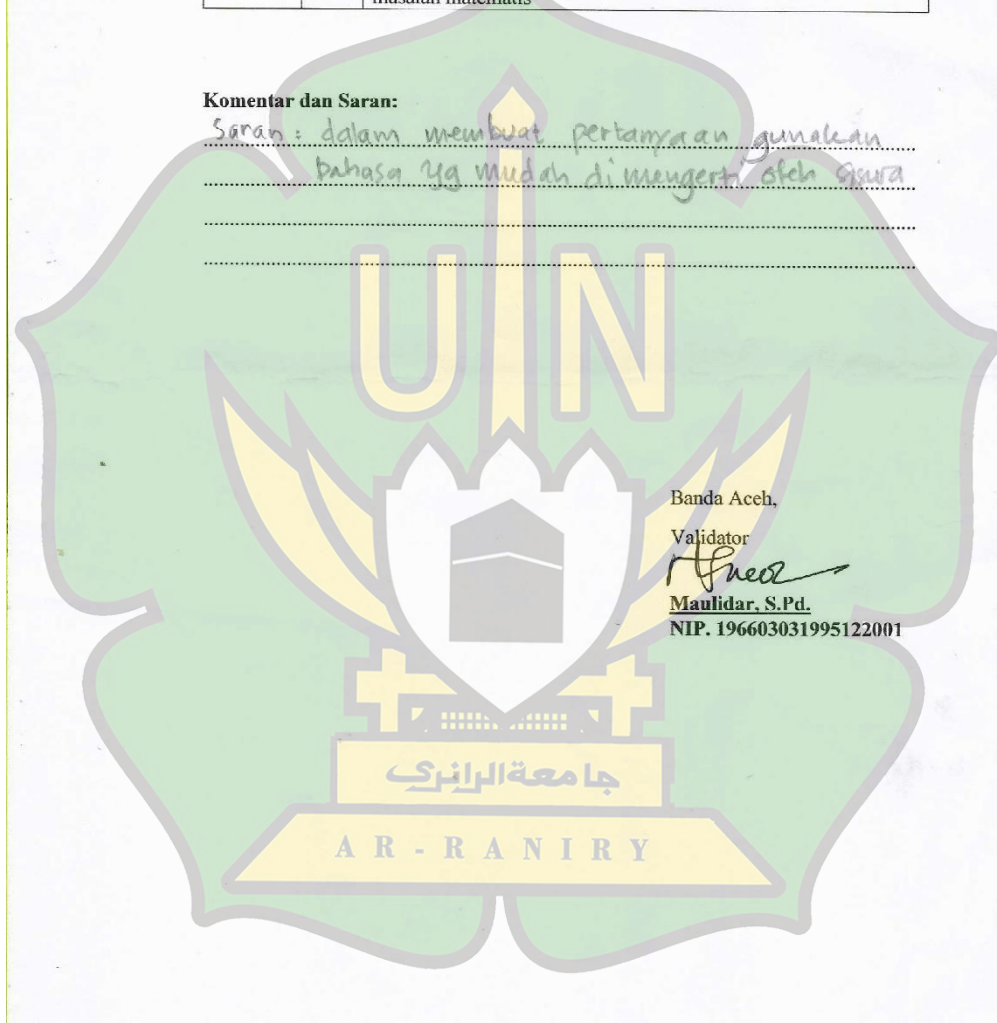 masalah matematis
Komentar dan Saran:
Saran : dalam membuat pertanyaan gunakan
bahasa yg mudah di mengerti oleh siswa
UIN
Banda Aceh,
Validator
Maulidar, S.Pd.
NIP. 196603031995122001
جامعة الرانري
AR-RANIRY